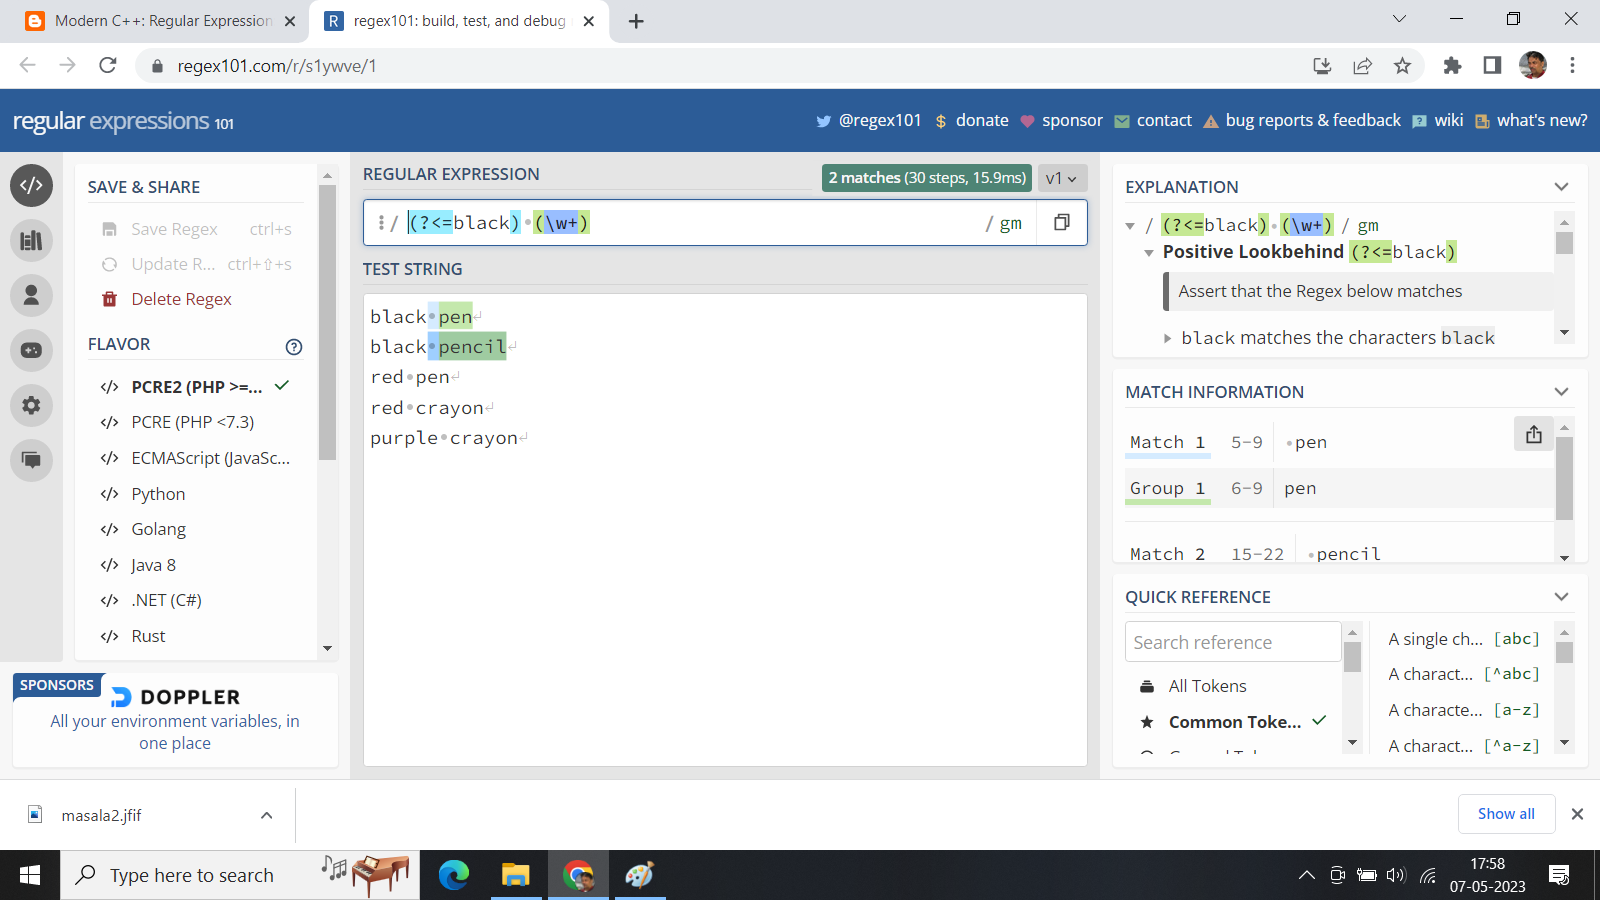 Modern C++: Regular Expression
regex101: build, test, and debug
regex101.com/r/s1ywve/1
regular expressions 101
@regex101
$ donate
sponsor
contact
bug reports & feedback
wiki
what's new?
SAVE & SHARE
Save Regex ctrl+s
Update R... ctrl+⇧+s
Delete Regex
FLAVOR
</> PCRE2 (PHP >=...
</> PCRE (PHP <7.3)
</> ECMAScript (JavaSc...
</> Python
</> Golang
</> Java 8
</> .NET (C#)
</> Rust
SPONSORS
DOPPLER
All your environment variables, in
one place
REGULAR EXPRESSION
2 matches (30 steps, 15.9ms)
v1
/ (?<=black)•(\w+) / gm
TEST STRING
black•pen
black•pencil
red•pen
red•crayon
purple•crayon
EXPLANATION
/ (?<=black)•(\w+) / gm
Positive Lookbehind (?<=black)
Assert that the Regex below matches
black matches the characters black
MATCH INFORMATION
Match 1 5-9 •pen
Group 1 6-9 pen
Match 2 15-22 •pencil
QUICK REFERENCE
Search reference
All Tokens
Common Toke...
A single ch... [abc]
A charact... [^abc]
A characte... [a-z]
A charact... [^a-z]
masala2.jfif
Show all
Type here to search
17:58
07-05-2023